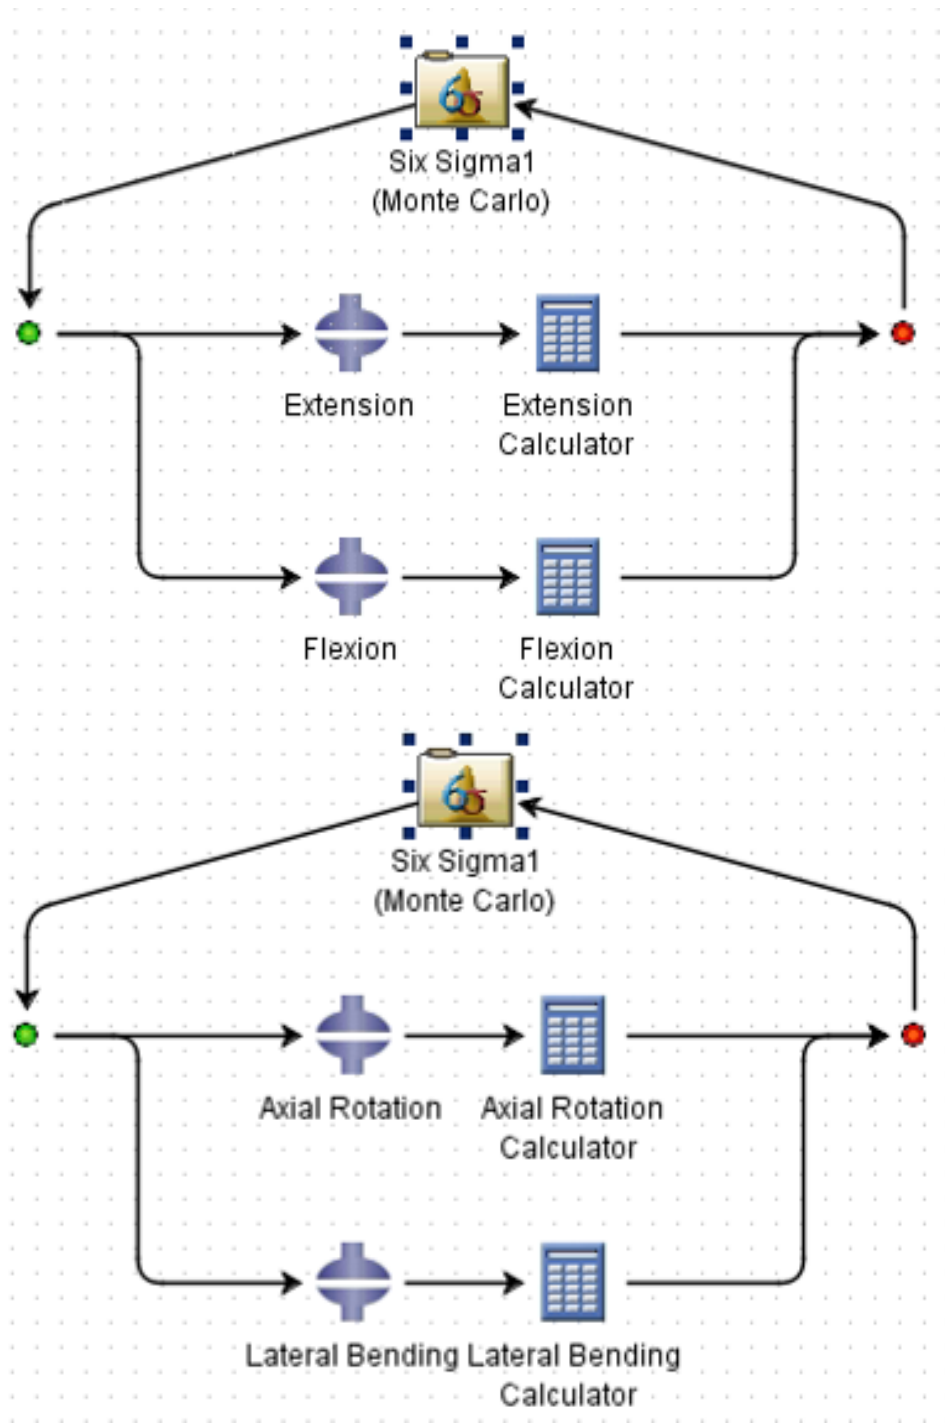 Six Sigma1
(Monte Carlo)
Extension
Extension
Calculator
Flexion
Flexion
Calculator
Six Sigma1
(Monte Carlo)
Axial Rotation
Axial Rotation
Calculator
Lateral Bending
Lateral Bending
Calculator